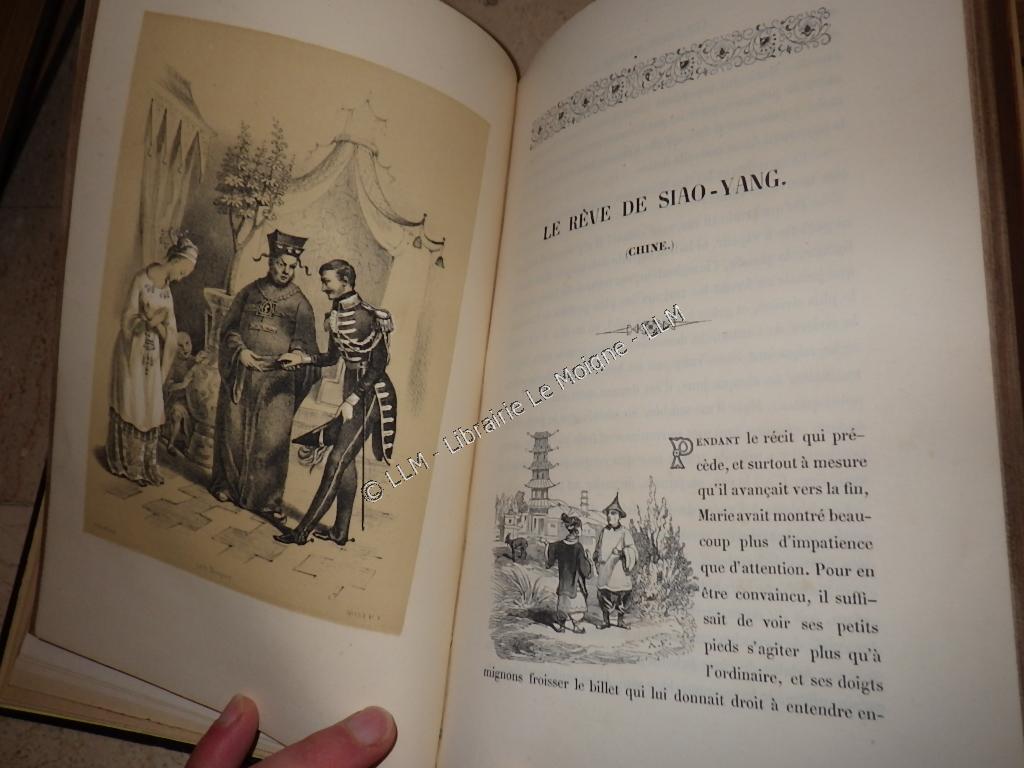 LE RÊVE DE SIAO-YANG.
(CHINE.)
© LLM - Librairie Le Moigne - LLM
PENDANT le récit qui pré-
cède, et surtout à mesure
qu'il avançait vers la fin,
Marie avait montré beau-
coup plus d'impatience
que d'attention. Pour en
être convaincu, il suffi-
sait de voir ses petits
pieds s'agiter plus qu'à
l'ordinaire, et ses doigts
mignons froisser le billet qui lui donnait droit à entendre en-